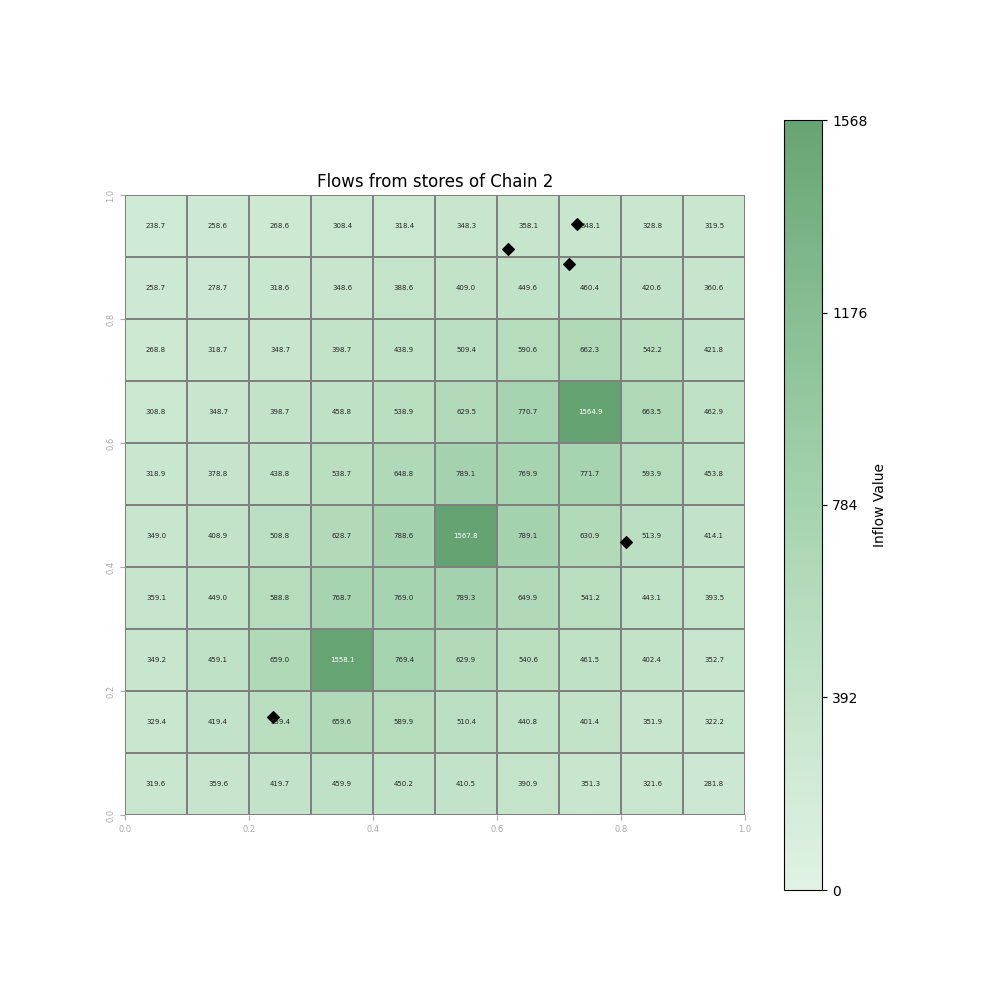 Flows from stores of Chain 2
1.0
238.7 258.6 268.6 308.4 318.4 348.3 358.1 328.8 319.5
258.7 278.7 318.6 348.6 388.6 409.0 449.6 460.4 420.6 360.6
0.8
268.8 318.7 348.7 398.7 438.9 509.4 590.6 662.3 542.2 421.8
308.8 348.7 398.7 458.8 538.9 629.5 770.7 1564.9 663.5 462.9
0.6
318.9 378.8 438.8 538.7 648.8 789.1 769.9 771.7 593.9 453.8
349.0 408.9 508.8 628.7 788.6 1567.8 789.1 630.9 513.9 414.1
0.4
359.1 449.0 588.8 768.7 769.0 789.3 649.9 541.2 443.1 393.5
349.2 459.1 659.0 1558.1 769.4 629.9 540.6 461.5 402.4 352.7
0.2
329.4 419.4 659.6 589.9 510.4 440.8 401.4 351.9 322.2
319.6 359.6 419.7 459.9 450.2 410.5 390.9 351.3 321.6 281.8
0.0
0.0 0.2 0.4 0.6 0.8 1.0
1568
1176
784
392
0
Inflow Value